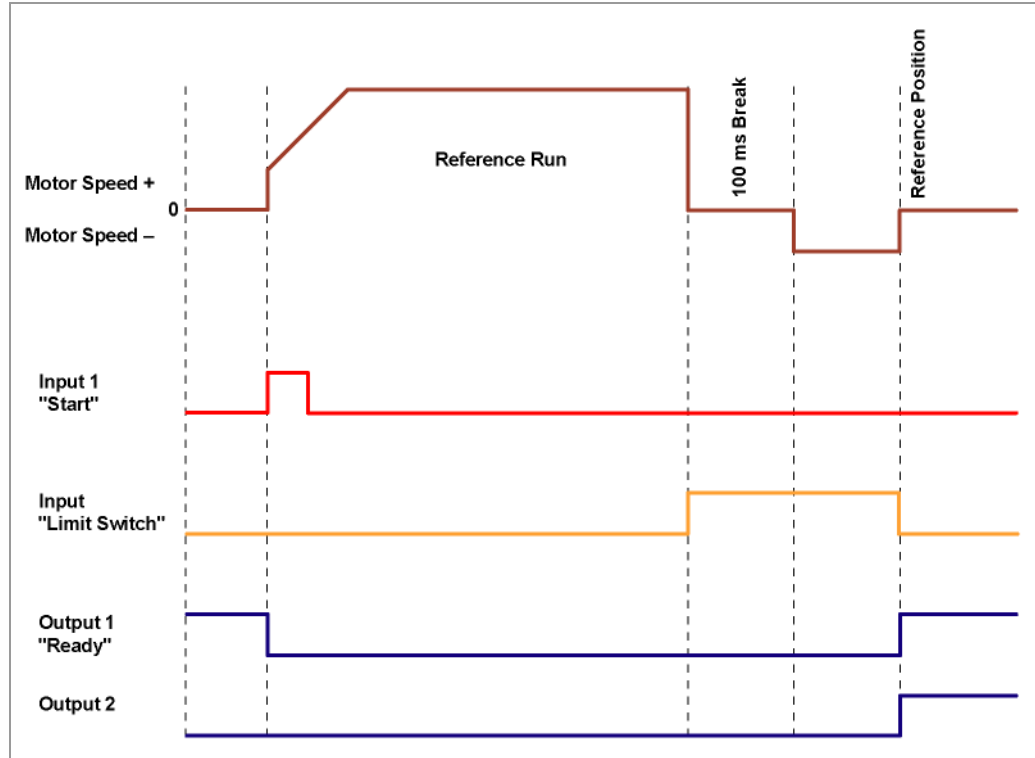 100 ms Break
Reference Position
Reference Run
Motor Speed +
0
Motor Speed –
Input 1
"Start"
Input
"Limit Switch"
Output 1
"Ready"
Output 2